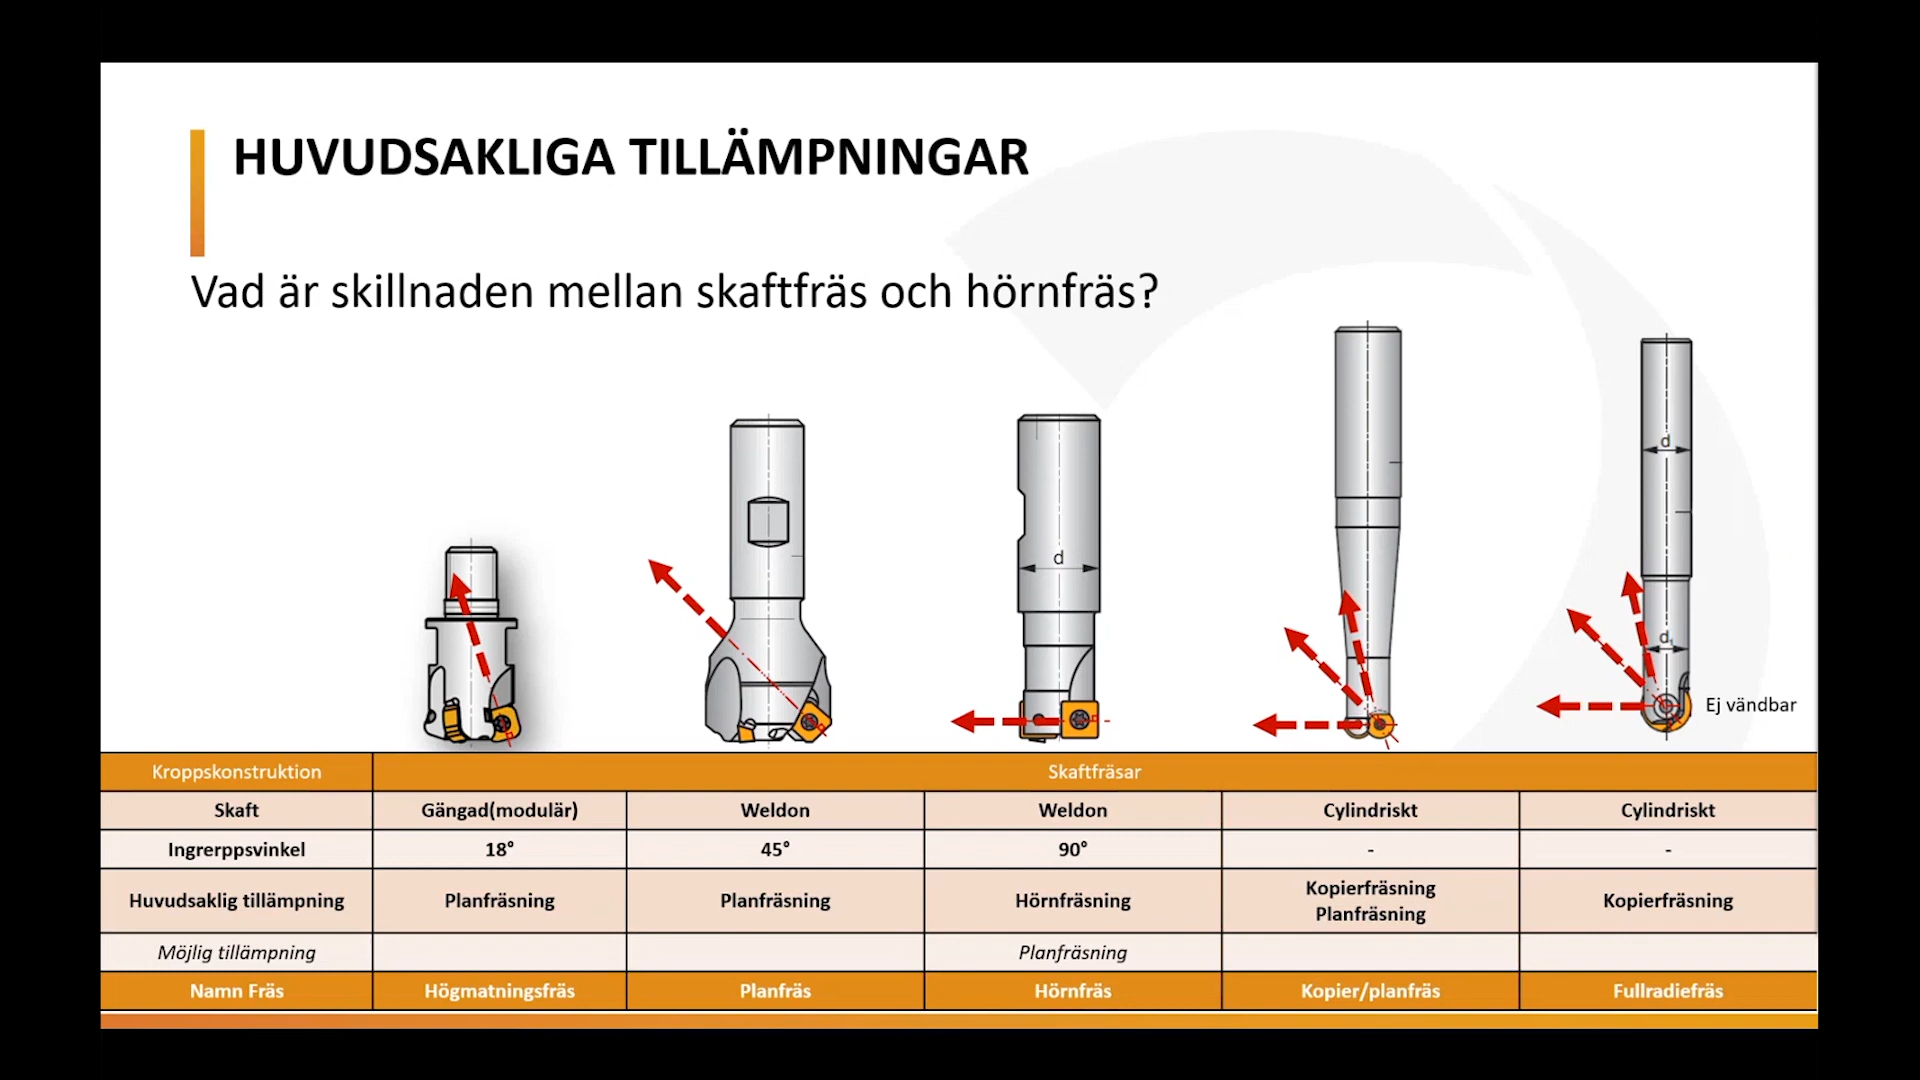 HUVUDSAKLIGA TILLÄMPNINGAR
Vad är skillnaden mellan skaftfräs och hörnfräs?
d
d
d₁
Ej vändbar
Kroppskonstruktion Skaftfräsar
Skaft Gängad(modulär) Weldon Weldon Cylindriskt Cylindriskt
Ingrerppsvinkel 18° 45° 90° - -
Huvudsaklig tillämpning Planfräsning Planfräsning Hörnfräsning Kopierfräsning Planfräsning Kopierfräsning
Möjlig tillämpning Planfräsning
Namn Fräs Högmatningsfräs Planfräs Hörnfräs Kopier/planfräs Fullradiefräs